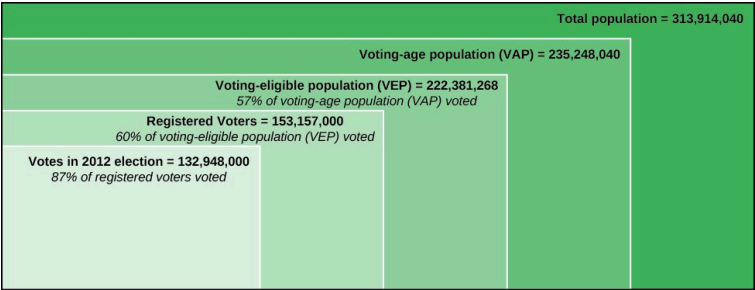 Total population = 313,914,040
Voting-age population (VAP) = 235,248,040
Voting-eligible population (VEP) = 222,381,268
57% of voting-age population (VAP) voted
Registered Voters = 153,157,000
60% of voting-eligible population (VEP) voted
Votes in 2012 election = 132,948,000
87% of registered voters voted